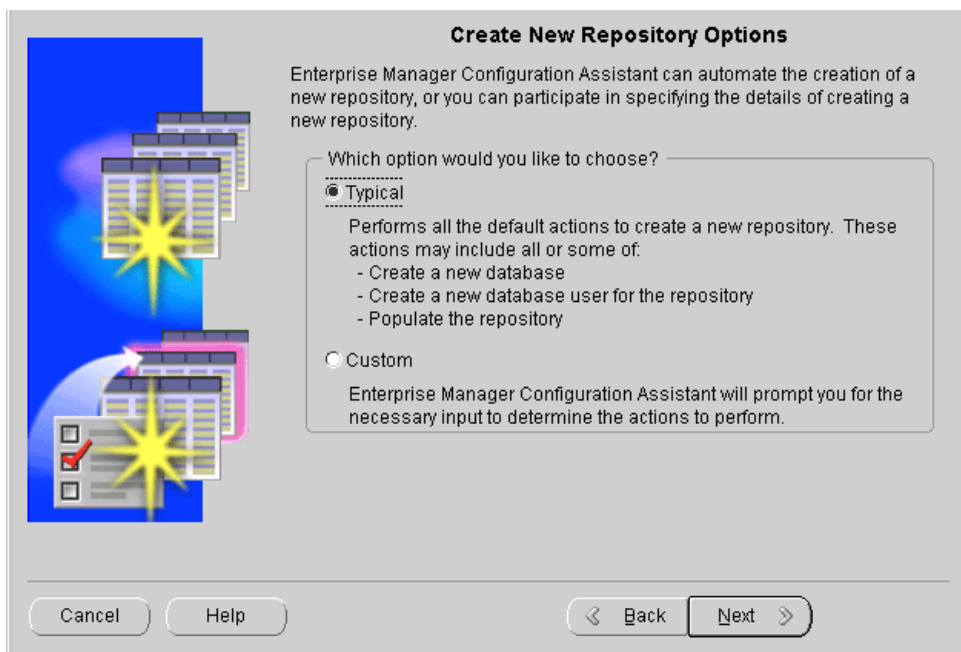 Create New Repository Options
Enterprise Manager Configuration Assistant can automate the creation of a
new repository, or you can participate in specifying the details of creating a
new repository.
Which option would you like to choose?
Typical
Performs all the default actions to create a new repository. These
actions may include all or some of:
- Create a new database
- Create a new database user for the repository
- Populate the repository
Custom
Enterprise Manager Configuration Assistant will prompt you for the
necessary input to determine the actions to perform.
Cancel
Help
Back
Next